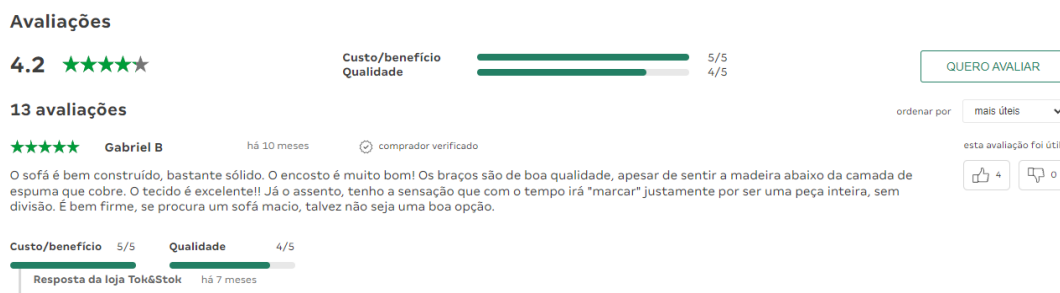 Avaliações
4.2
Custo/benefício 5/5
Qualidade 4/5
QUERO AVALIAR
13 avaliações
ordenar por mais úteis
Gabriel B há 10 meses comprador verificado
esta avaliação foi útil
O sofá é bem construído, bastante sólido. O encosto é muito bom! Os braços são de boa qualidade, apesar de sentir a madeira abaixo da camada de
espuma que cobre. O tecido é excelente!! Já o assento, tenho a sensação que com o tempo irá "marcar" justamente por ser uma peça inteira, sem
divisão. É bem firme, se procura um sofá macio, talvez não seja uma boa opção.
4 0
Custo/benefício 5/5 Qualidade 4/5
Resposta da loja Tok&Stok há 7 meses